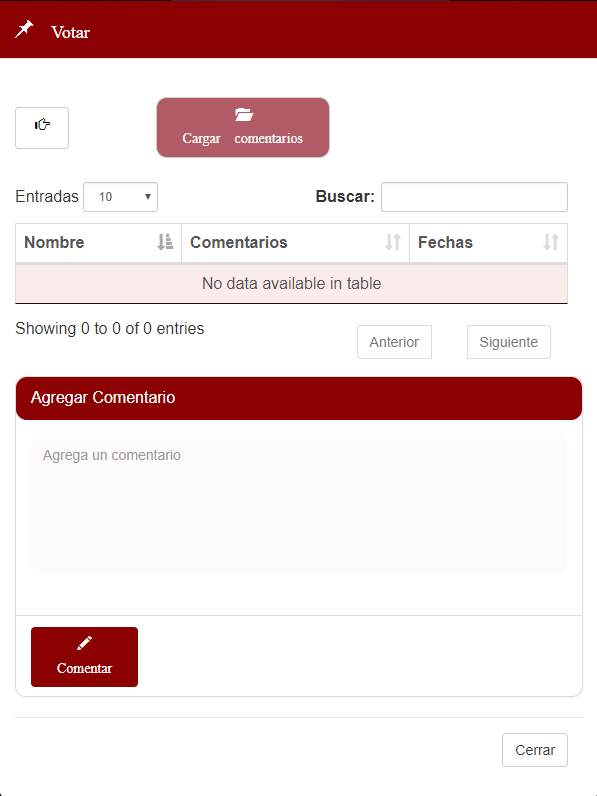 Votar
Cargar comentarios
Entradas 10 Buscar:
Nombre Comentarios Fechas
No data available in table
Showing 0 to 0 of 0 entries
Anterior Siguiente
Agregar Comentario
Agrega un comentario
Comentar
Cerrar